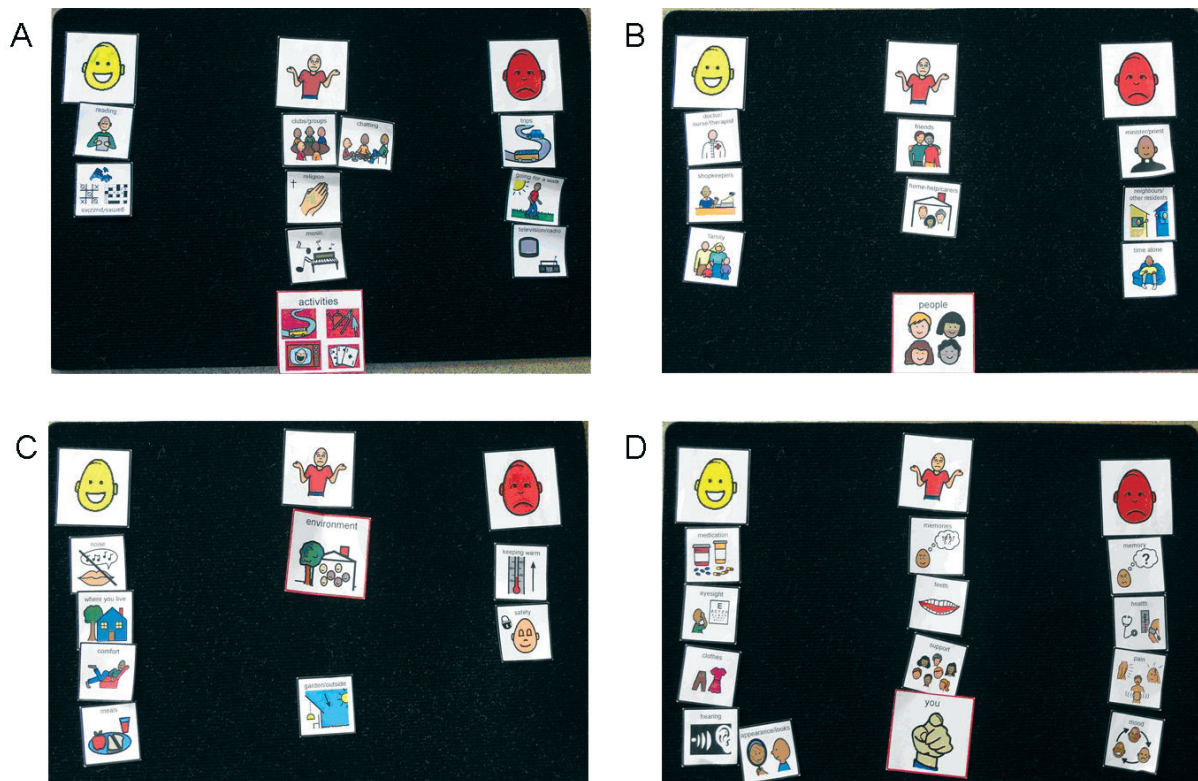 A
reading
games/puzzles
clubs/groups
chatting
religion
music
activities
trips
going for a walk
television/radio
B
doctor/
nurse/therapist
shopkeepers
family
friends
home-help/carers
people
minister/priest
neighbours/
other residents
time alone
C
noise
where you live
comfort
meals
environment
garden/outside
keeping warm
safety
D
medication
eyesight
E
clothes
hearing
appearance/looks
memories
teeth
support
you
memory
?
health
pain
mood